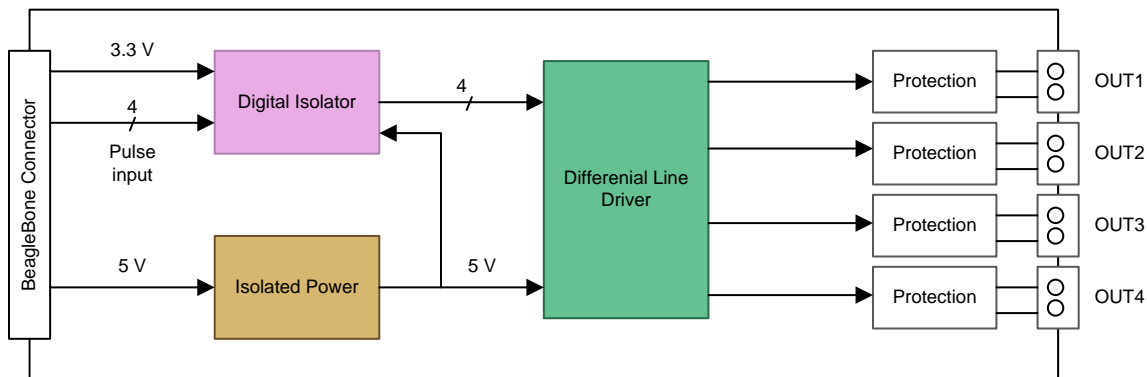 BeagleBone Connector
3.3 V
4
Pulse
input
5 V
Digital Isolator
Isolated Power
4
5 V
Differenial Line
Driver
Protection
OUT1
Protection
OUT2
Protection
OUT3
Protection
OUT4